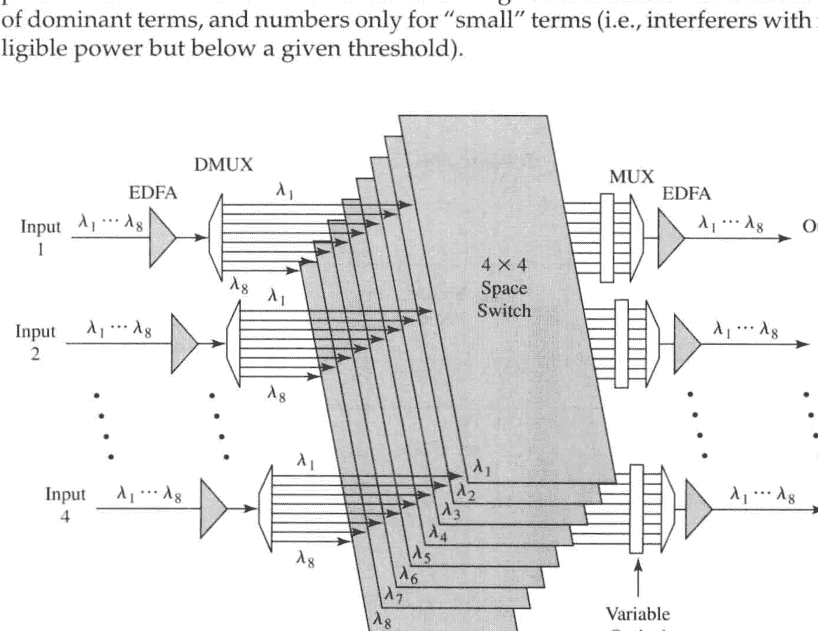 of dominant terms, and numbers only for “small” terms (i.e., interferers with
ligible power but below a given threshold).
DMUX
λ1
MUX
EDFA
EDFA
Input
1
λ1 ··· λ8
λ1 ··· λ8
4 × 4
Space
Switch
λ8
λ1
Input
2
λ1 ··· λ8
λ1 ··· λ8
λ8
λ1
λ1
Input
4
λ1 ··· λ8
λ1 ··· λ8
λ2
λ3
λ4
λ8
λ5
λ6
λ7
λ8
Variable